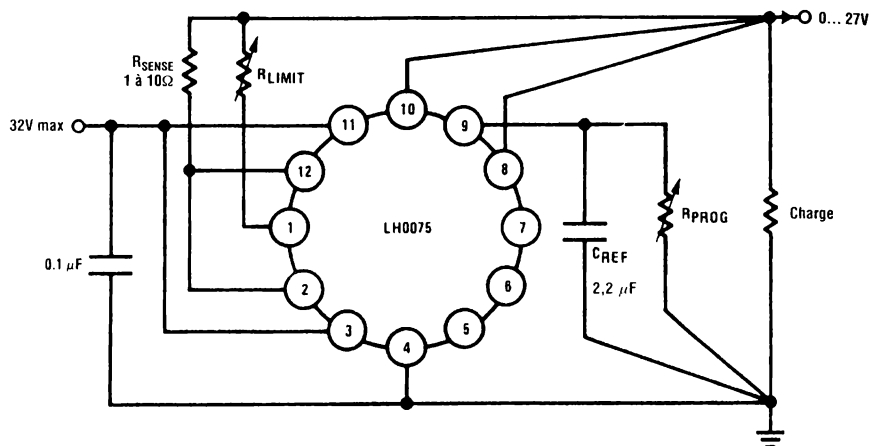 0... 27V
RSENSE
1 à 10Ω
RLIMIT
32V max
10
11
9
12
8
1
LH0075
7
RPROG
Charge
0.1 µF
CREF
2,2 µF
2
6
3
5
4